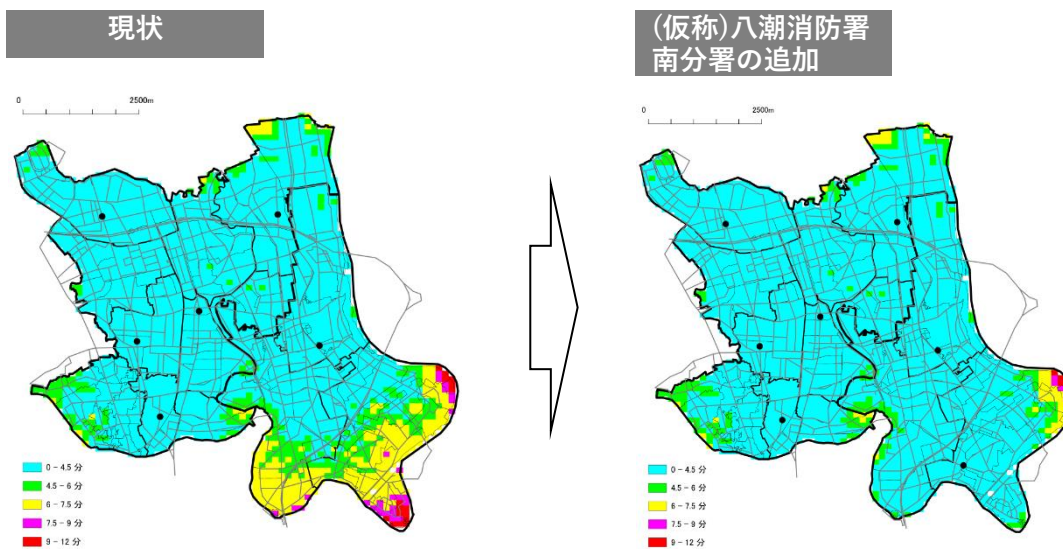 現状
0 2500m
0 - 4.5 分
4.5 - 6 分
6 - 7.5 分
7.5 - 9 分
9 - 12 分
(仮称)八潮消防署
南分署の追加
0 2500m
0 - 4.5 分
4.5 - 6 分
6 - 7.5 分
7.5 - 9 分
9 - 12 分